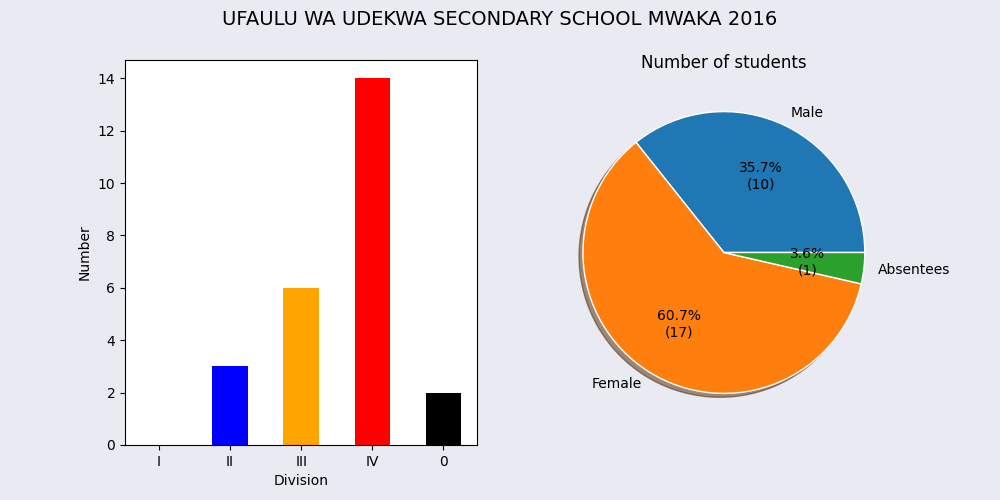 UFAULU WA UDEKWA SECONDARY SCHOOL MWAKA 2016
14
12
10
8
6
4
2
0
Number
I II III IV 0
Division
Number of students
Male
35.7%
(10)
3.6%
(1)
Absentees
60.7%
(17)
Female